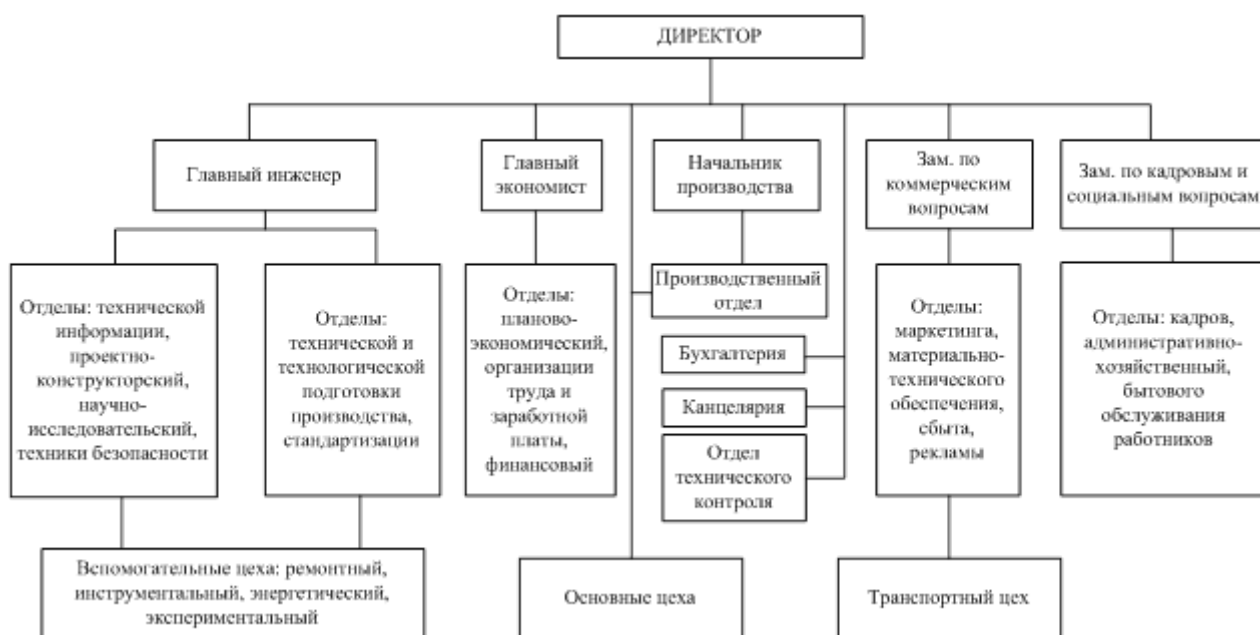 ДИРЕКТОР
Главный инженер
Главный
экономист
Начальник
производства
Зам. по
коммерческим
вопросам
Зам. по кадровым и
социальным вопросам
Отделы: технической
информации,
проектно-
конструкторский,
научно-
исследовательский,
техники безопасности
Отделы:
технической и
технологической
подготовки
производства,
стандартизации
Отделы:
планово-
экономический,
организации
труда и
заработной
платы,
финансовый
Производственный
отдел
Бухгалтерия
Канцелярия
Отдел
технического
контроля
Отделы:
маркетинга,
материально-
технического
обеспечения,
сбыта,
рекламы
Отделы: кадров,
административно-
хозяйственный,
бытового
обслуживания
работников
Вспомогательные цеха: ремонтный,
инструментальный, энергетический,
экспериментальный
Основные цеха
Транспортный цех